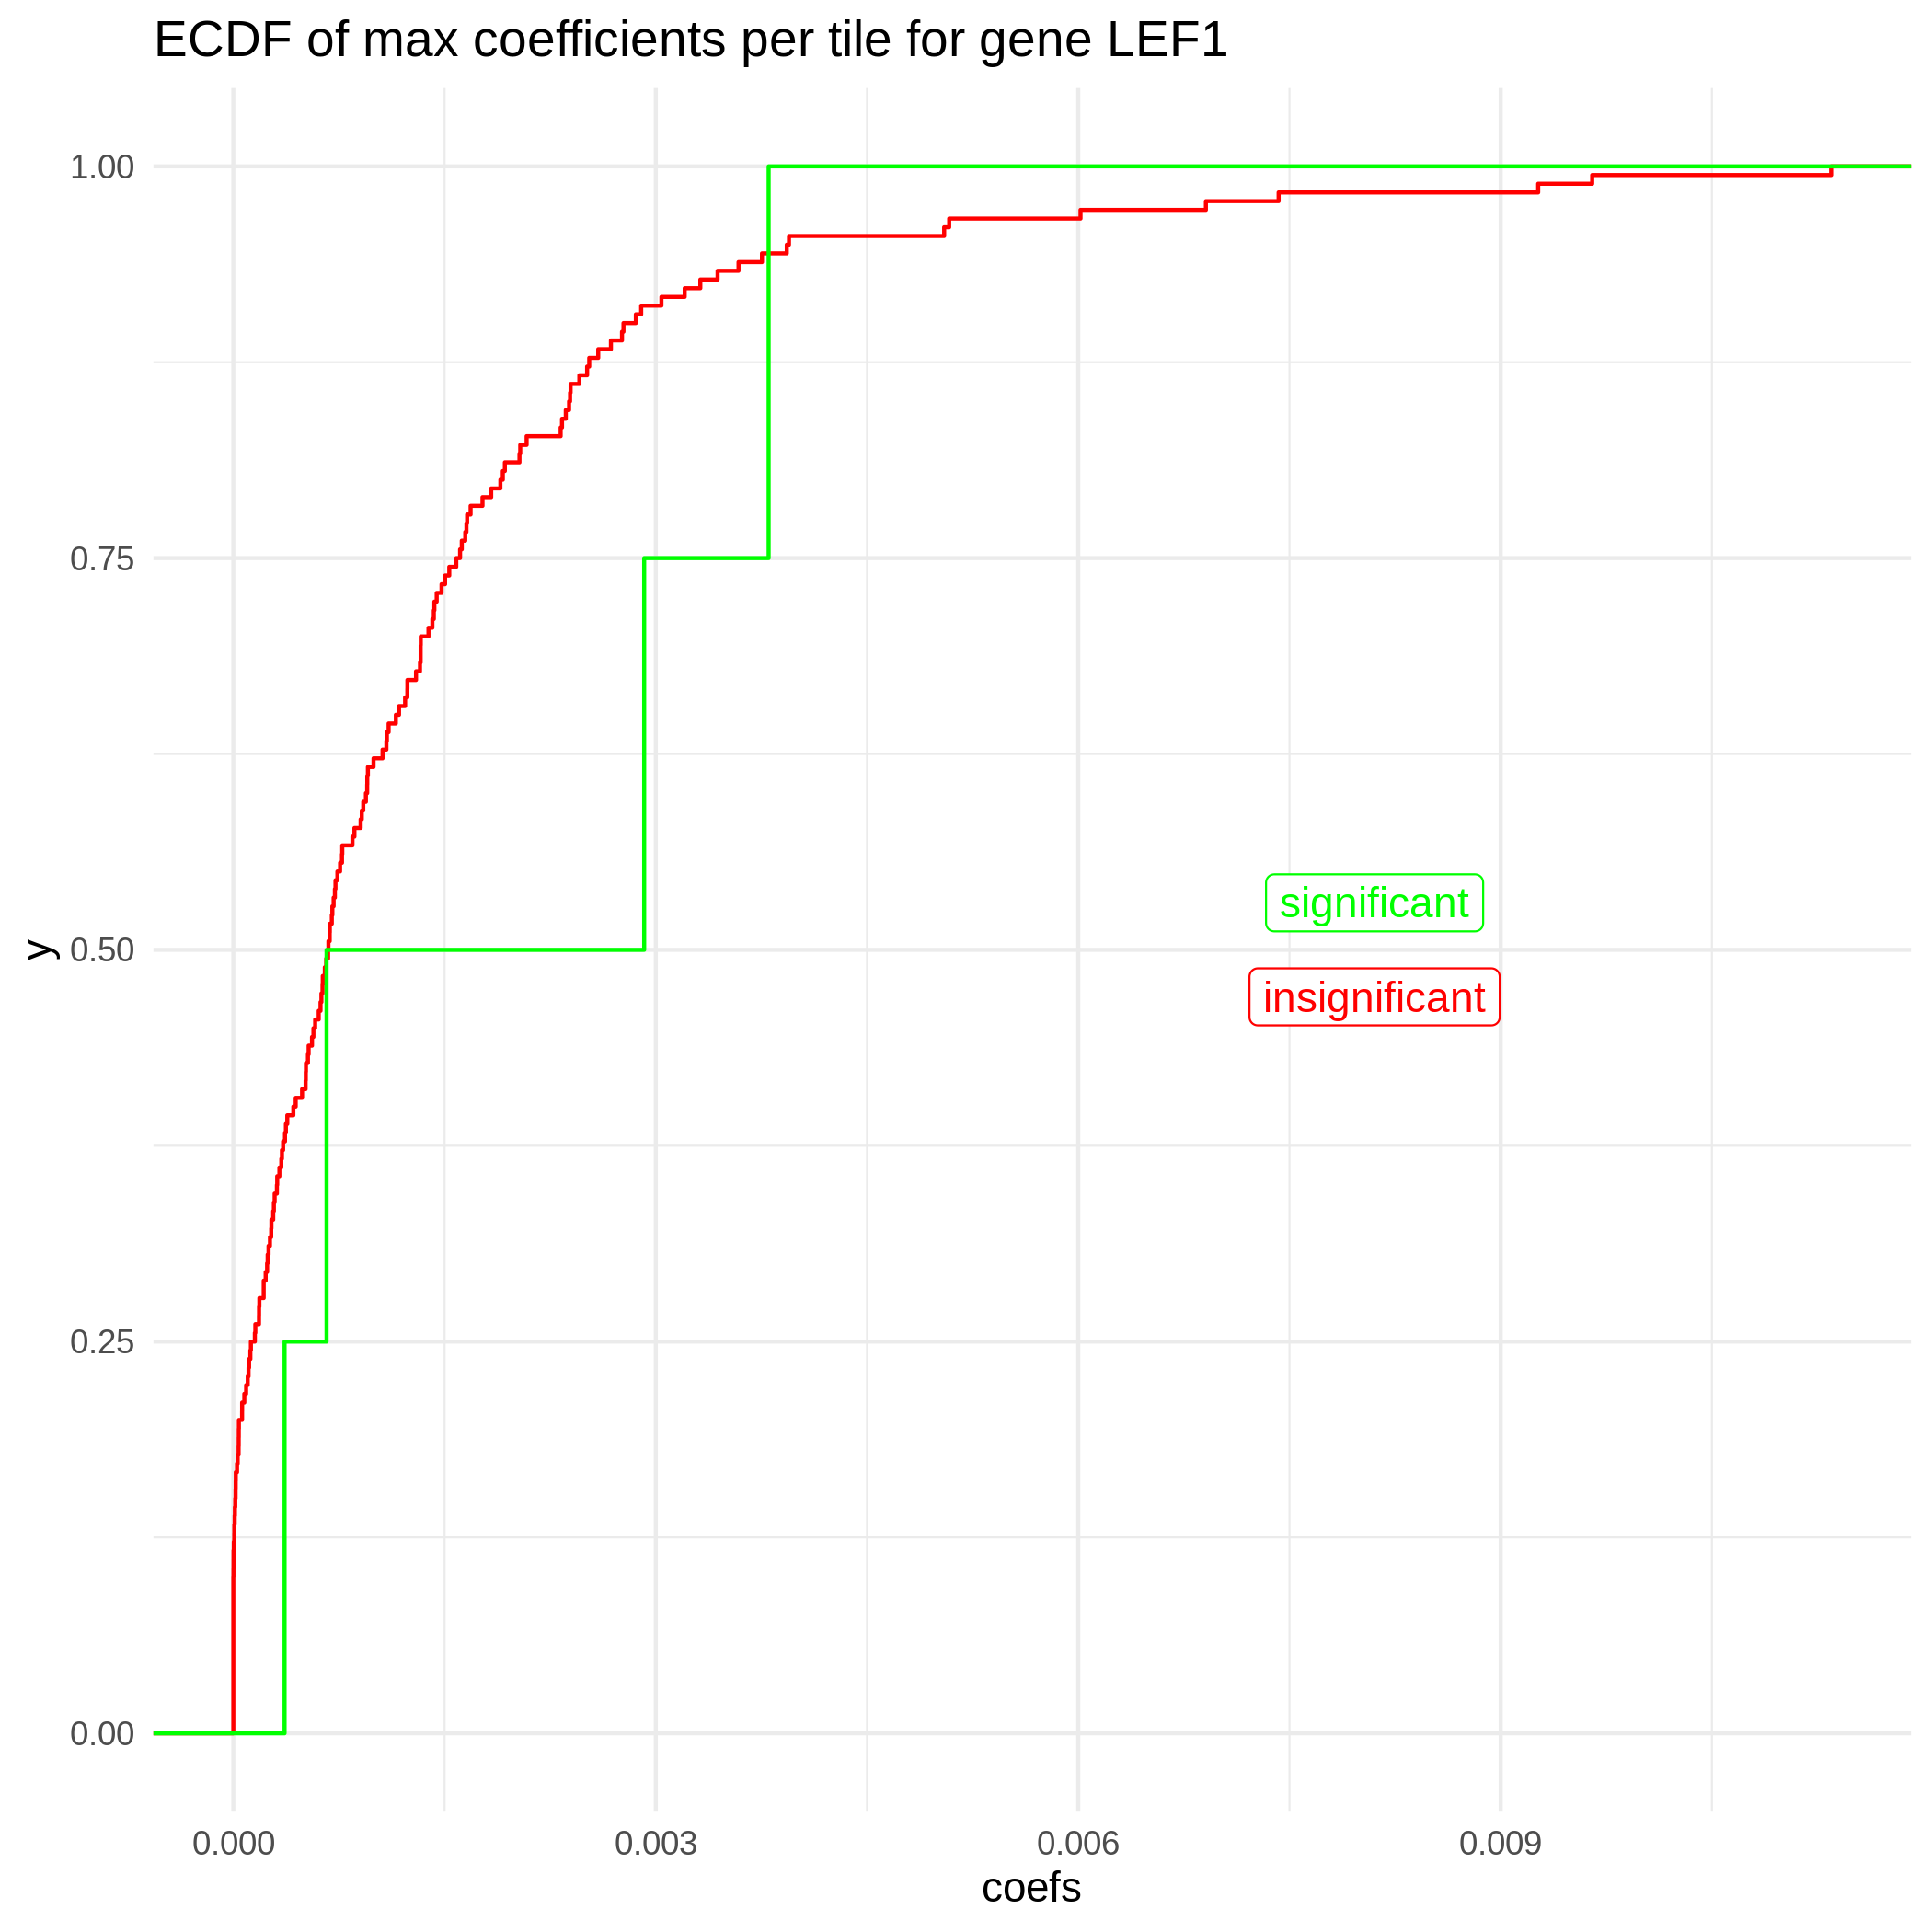 ECDF of max coefficients per tile for gene LEF1
1.00
0.75
0.50
0.25
0.00
y
significant
insignificant
0.000
0.003
0.006
0.009
coefs